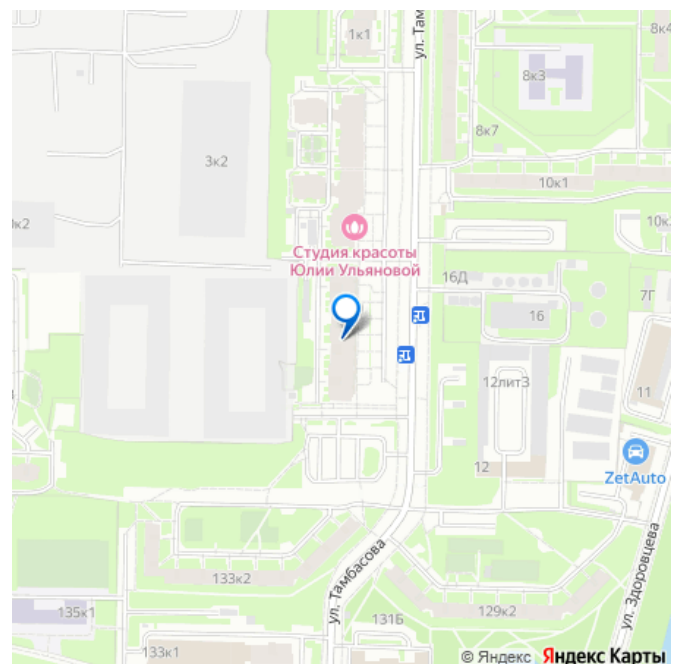 1к1
ул. Там
8к4
8к3
8к7
3к2
10к1
10к
к2
Студия красоты
Юлии Ульяновой
16Д
7Г
16
12лит3
11
12
ZetAuto
ул. Тамбасова
133к2
ул. Здоровцева
135к1
131Б
129к2
133к1
© Яндекс Яндекс Карты